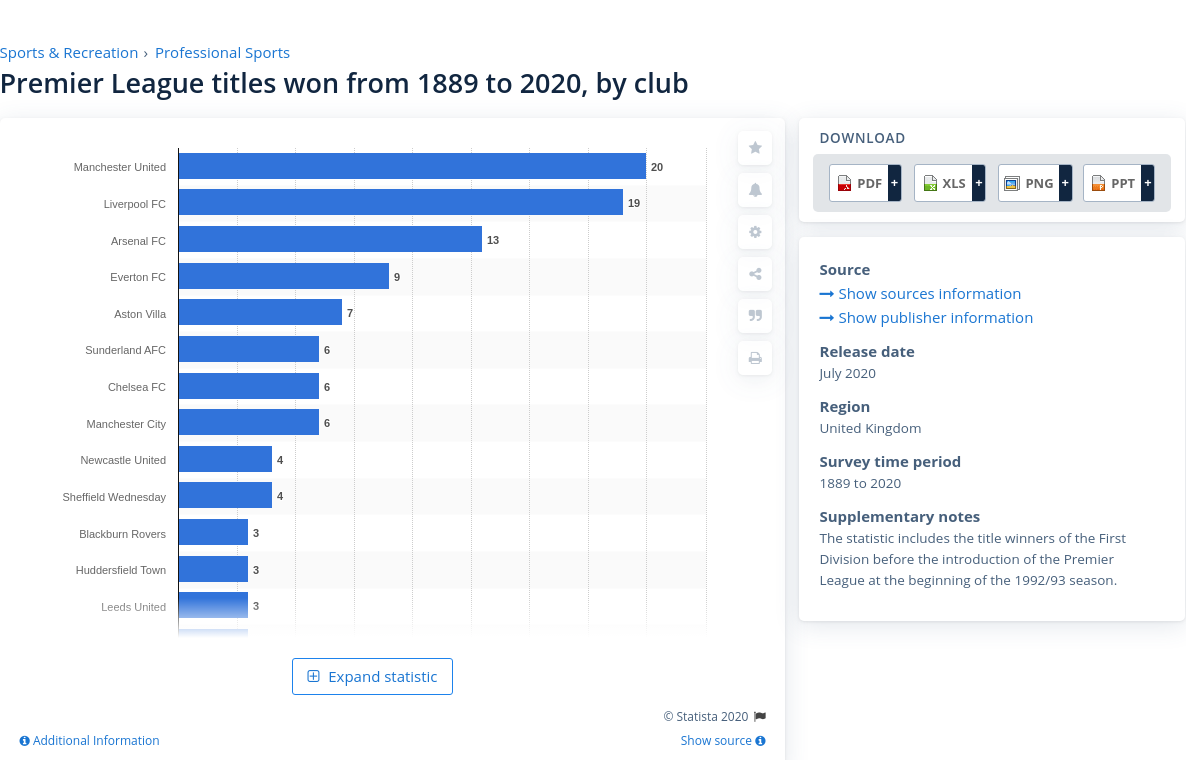 Sports & Recreation › Professional Sports
Premier League titles won from 1889 to 2020, by club
Manchester United 20
Liverpool FC 19
Arsenal FC 13
Everton FC 9
Aston Villa 7
Sunderland AFC 6
Chelsea FC 6
Manchester City 6
Newcastle United 4
Sheffield Wednesday 4
Blackburn Rovers 3
Huddersfield Town 3
Leeds United 3
Expand statistic
© Statista 2020
Additional Information
Show source
DOWNLOAD
PDF + XLS + PNG + PPT +
Source
Show sources information
Show publisher information
Release date
July 2020
Region
United Kingdom
Survey time period
1889 to 2020
Supplementary notes
The statistic includes the title winners of the First
Division before the introduction of the Premier
League at the beginning of the 1992/93 season.